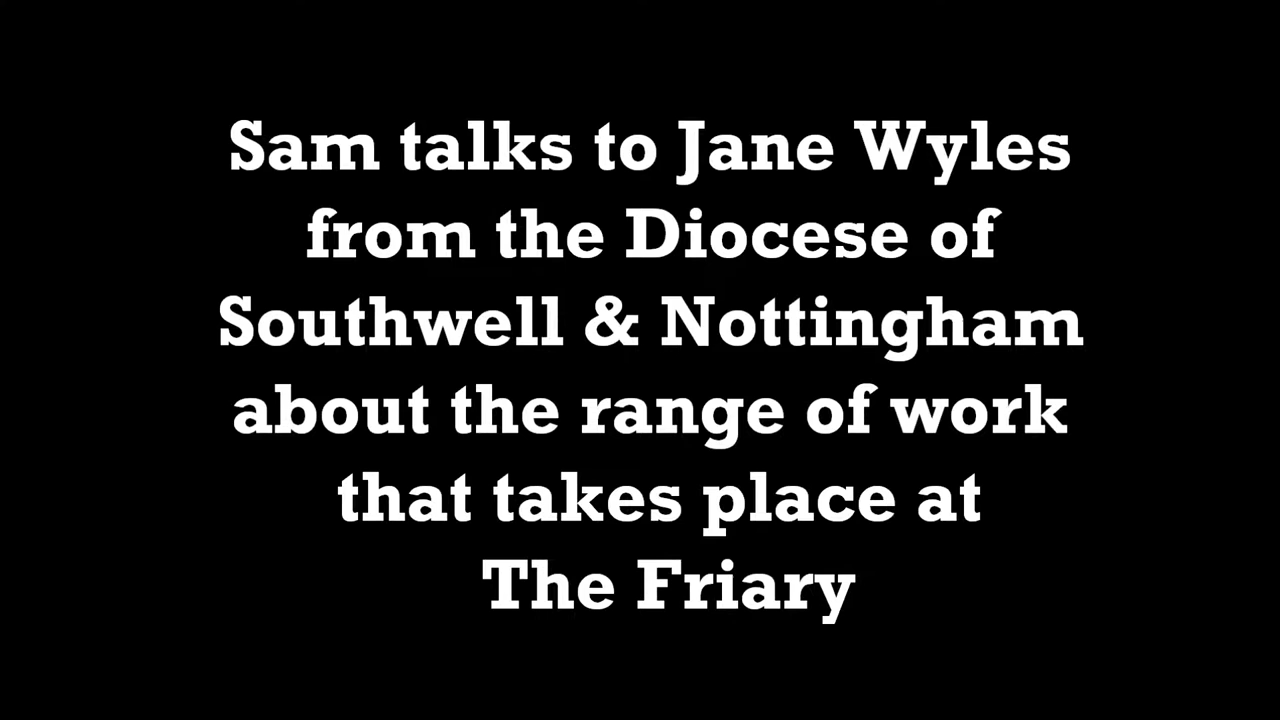 Sam talks to Jane Wyles
from the Diocese of
Southwell & Nottingham
about the range of work
that takes place at
The Friary